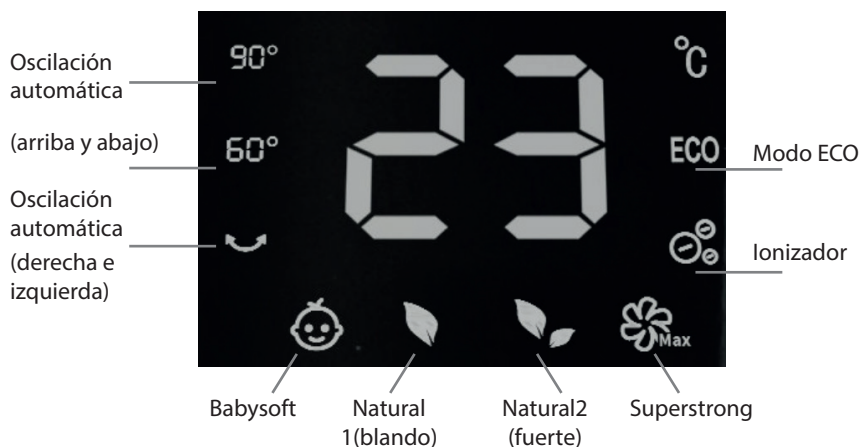 Oscilación
automática
(arriba y abajo)
Oscilación
automática
(derecha e
izquierda)
90°
60°
23
°C
ECO
Max
Modo ECO
Ionizador
Babysoft
Natural
1(blando)
Natural2
(fuerte)
Superstrong